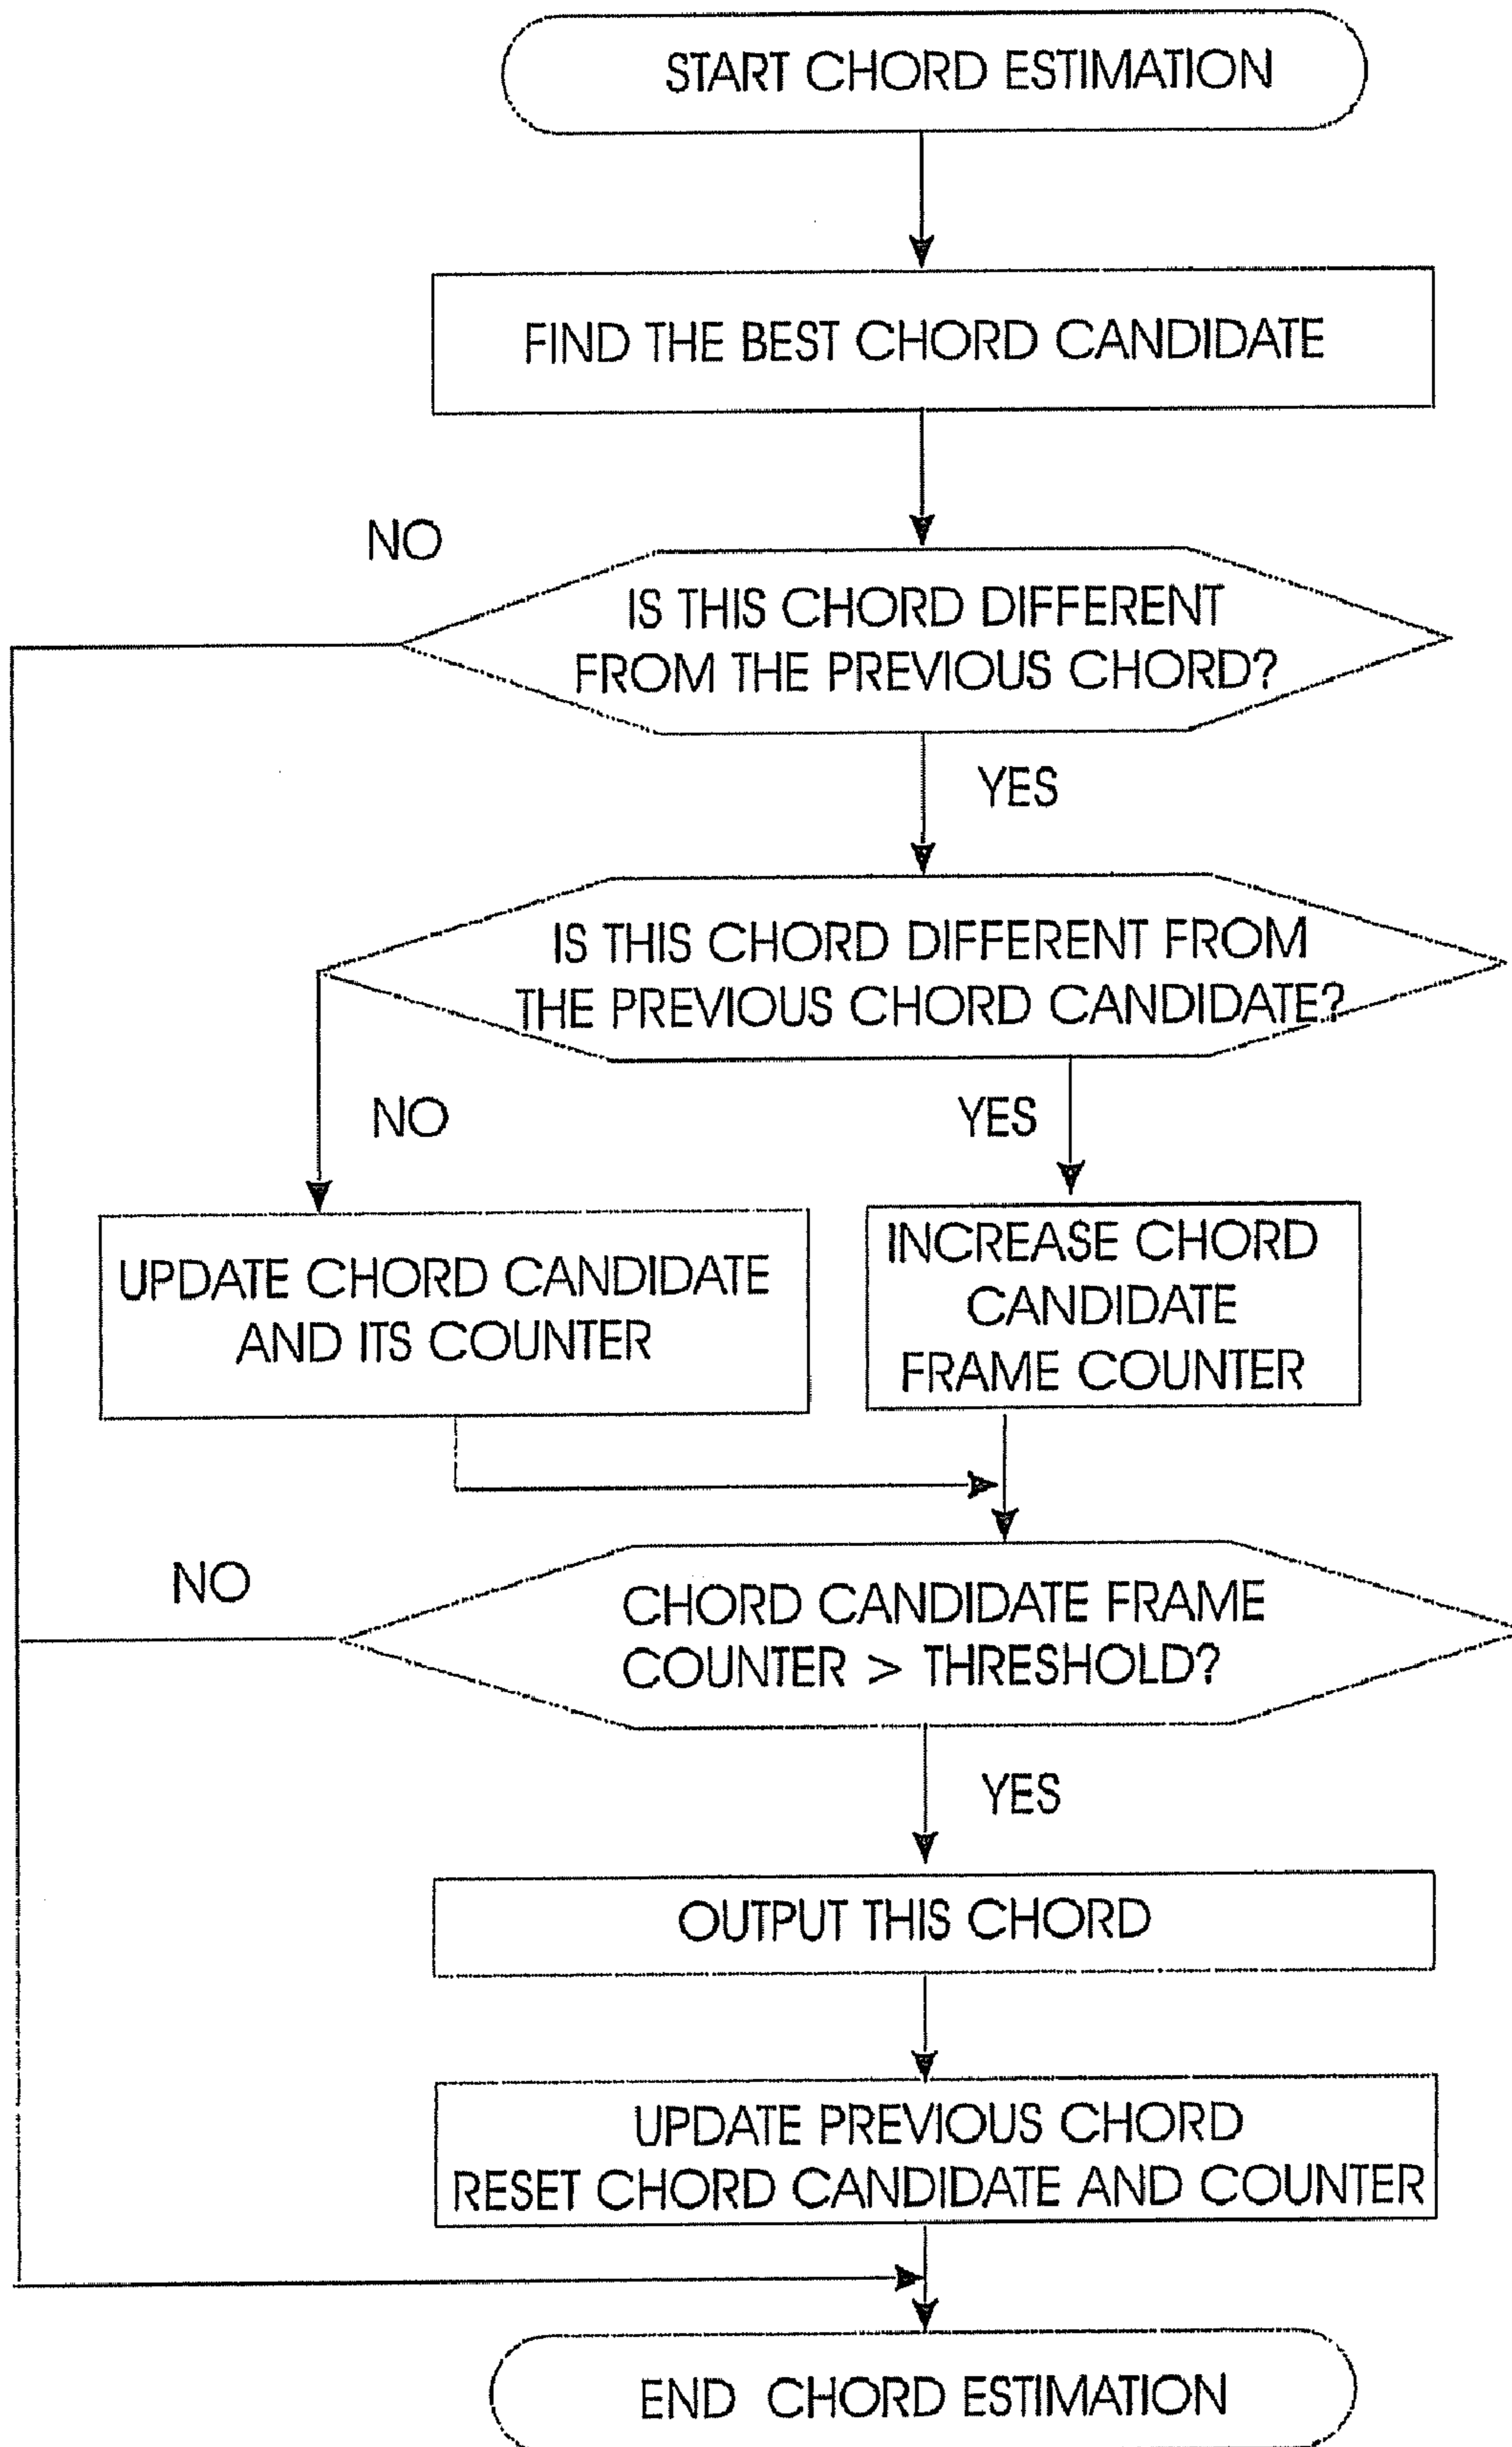 START CHORD ESTIMATION
FIND THE BEST CHORD CANDIDATE
NO
IS THIS CHORD DIFFERENT
FROM THE PREVIOUS CHORD?
YES
IS THIS CHORD DIFFERENT FROM
THE PREVIOUS CHORD CANDIDATE?
NO
YES
UPDATE CHORD CANDIDATE
AND ITS COUNTER
INCREASE CHORD
CANDIDATE
FRAME COUNTER
NO
CHORD CANDIDATE FRAME
COUNTER > THRESHOLD?
YES
OUTPUT THIS CHORD
UPDATE PREVIOUS CHORD
RESET CHORD CANDIDATE AND COUNTER
END CHORD ESTIMATION